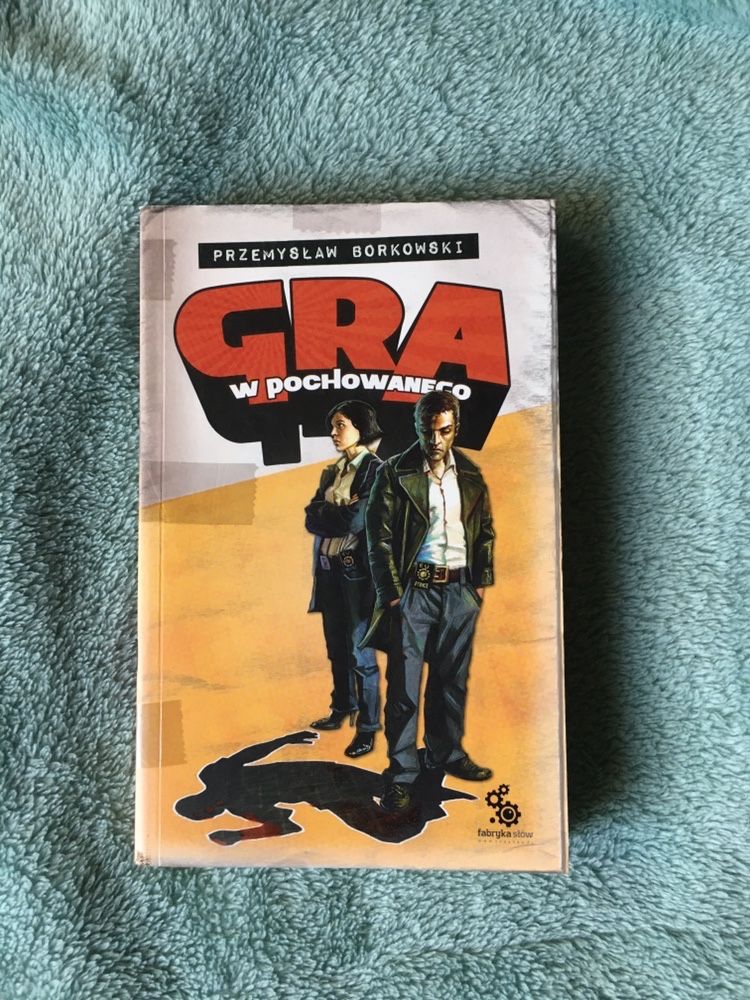 PRZEMYSŁAW BORKOWSKI
GRA
W POCHOWANEGO
fabryka słów